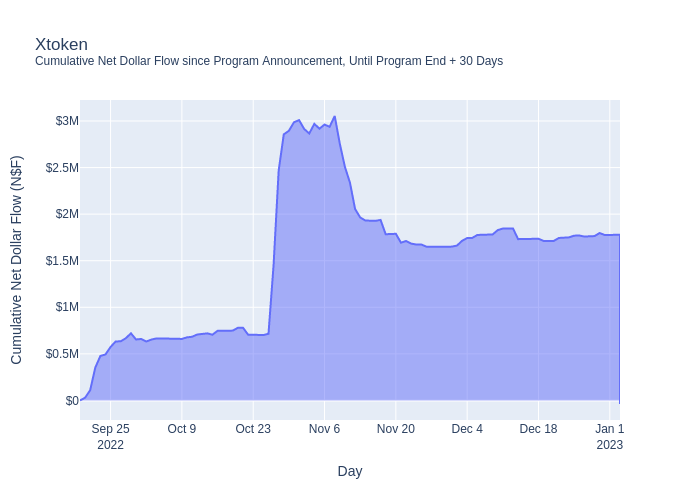 Xtoken
Cumulative Net Dollar Flow since Program Announcement, Until Program End + 30 Days
Cumulative Net Dollar Flow (N$F)
$3M
$2.5M
$2M
$1.5M
$1M
$0.5M
$0
Sep 25 Oct 9 Oct 23 Nov 6 Nov 20 Dec 4 Dec 18 Jan 1
2022 2023
Day